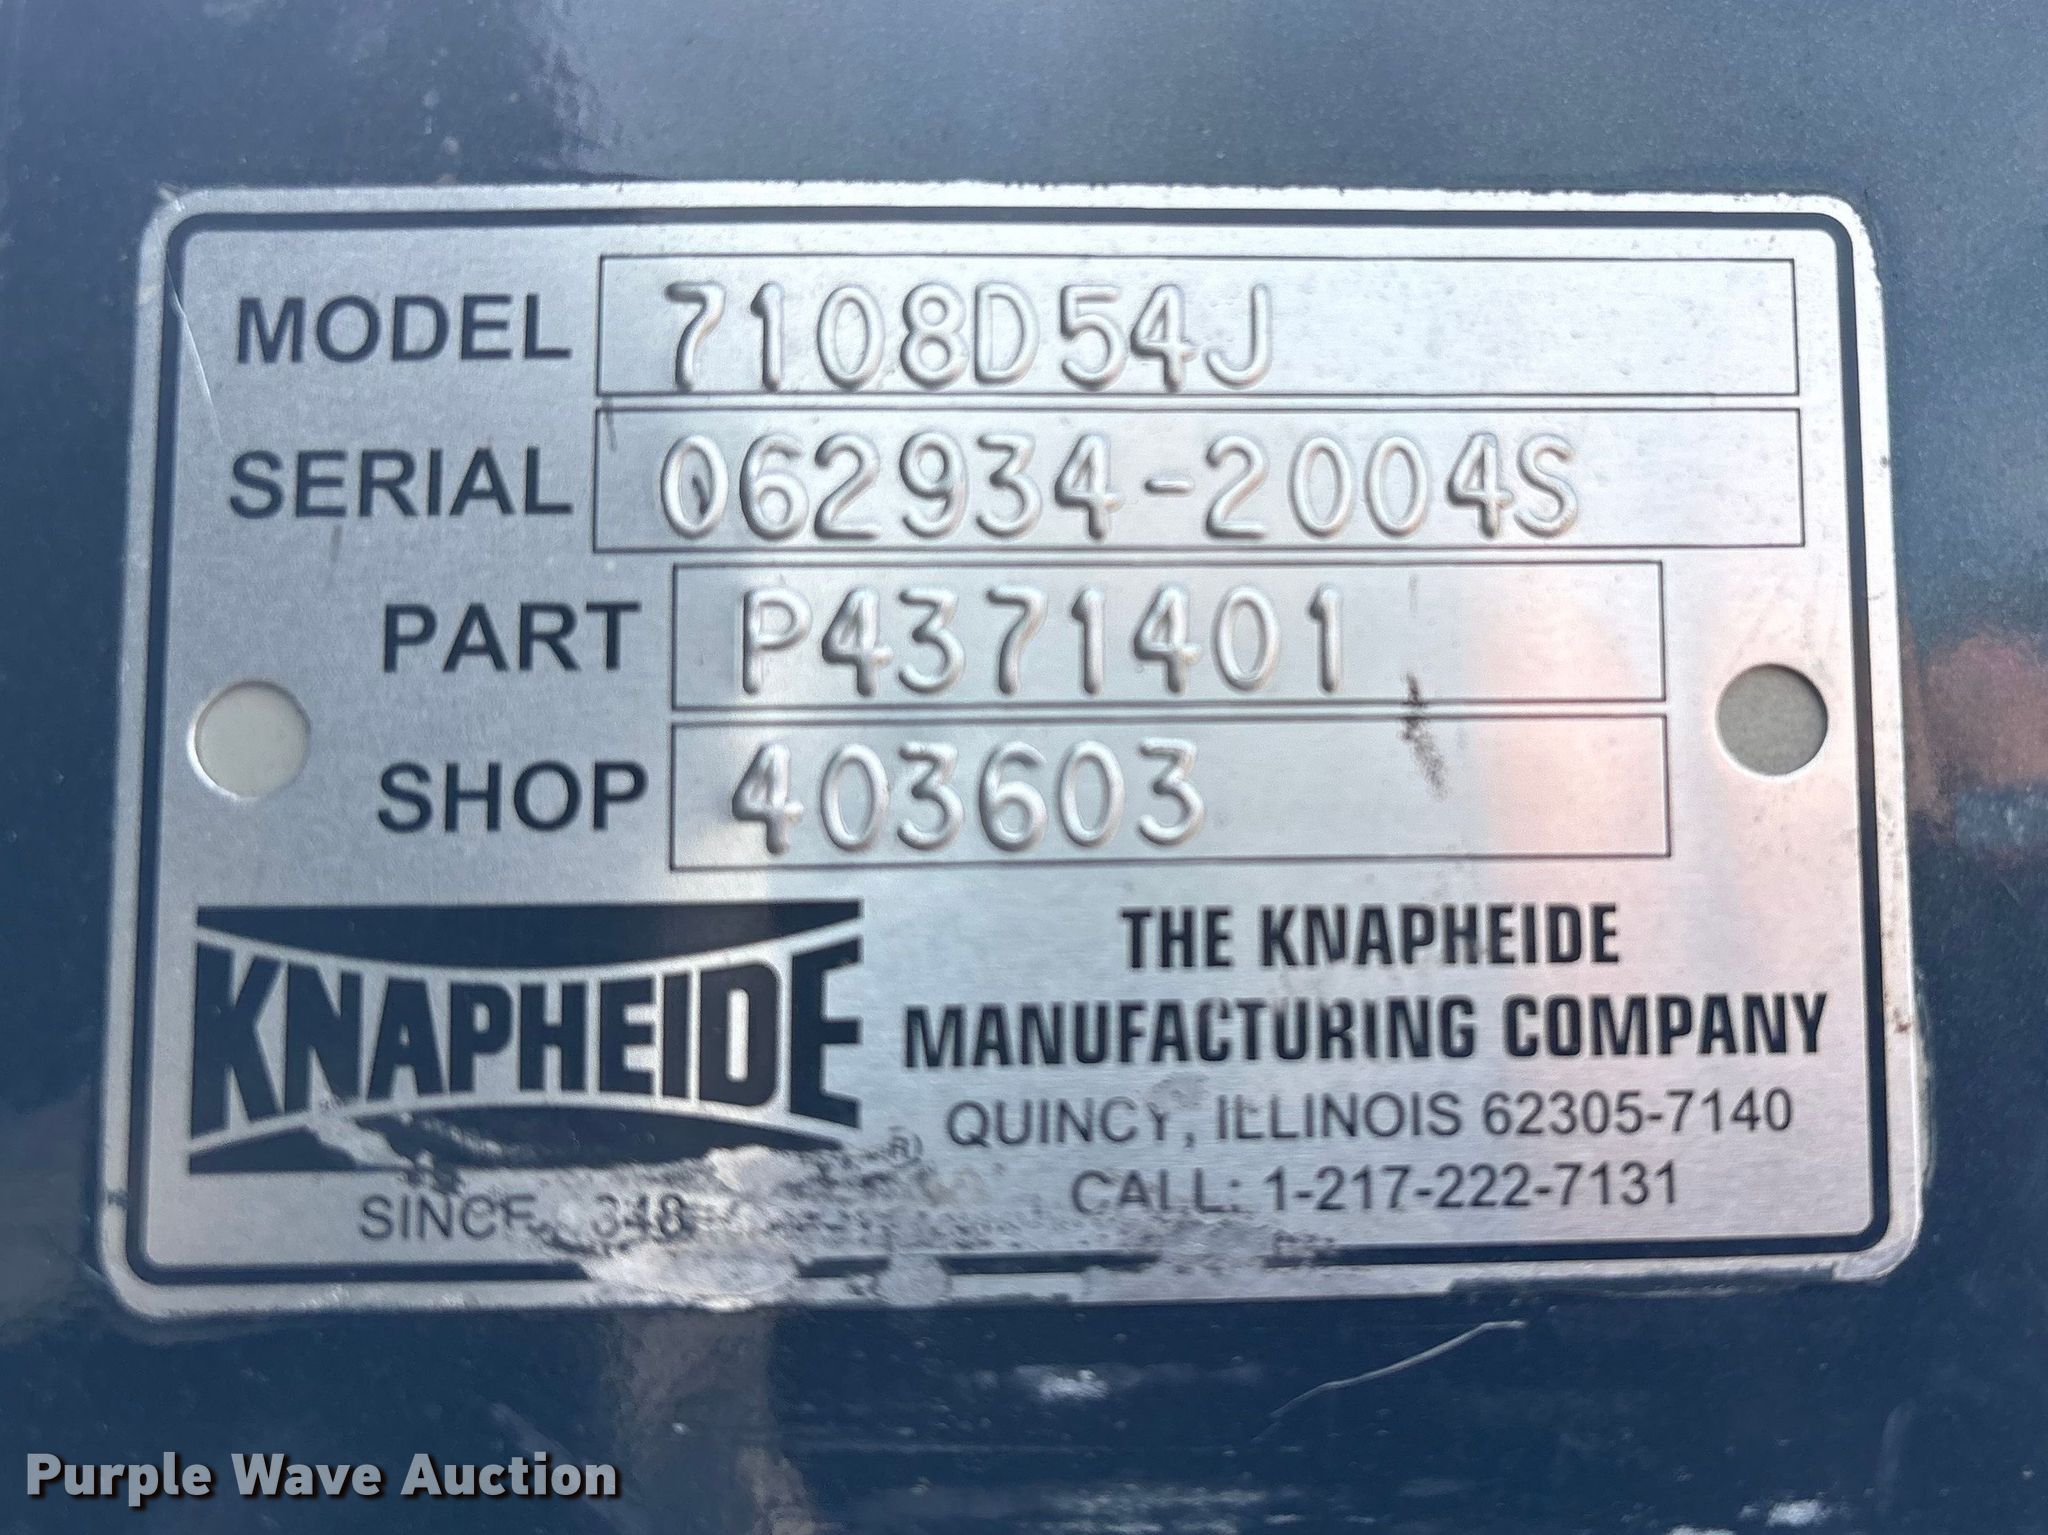 MODEL 7108D54J
SERIAL 062934-2004S
PART P4371401
SHOP 403603
KNAPHEIDE
THE KNAPHEIDE
MANUFACTURING COMPANY
QUINCY, ILLINOIS 62305-7140
CALL: 1-217-222-7131
SINCE
Purple Wave Auction